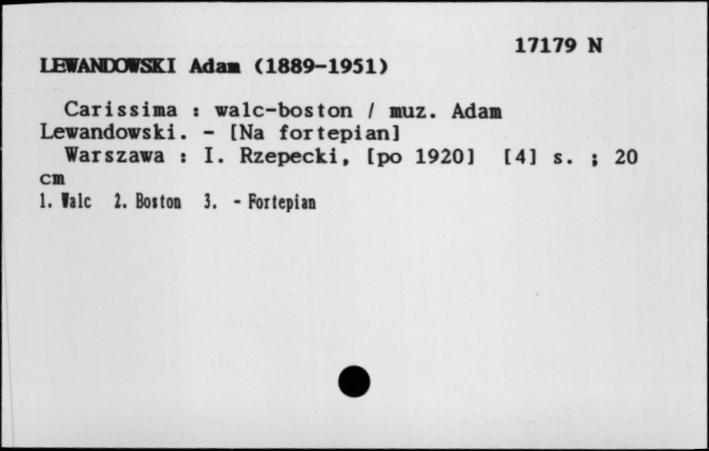 17179 N
LEWANDOWSKI Adam (1889-1951)
Carissima : walc-boston / muz. Adam
Lewandowski. - [Na fortepian]
Warszawa : I. Rzepecki, [po 1920] [4] s. ; 20
cm
1. Walc 2. Boston 3. - Fortepian